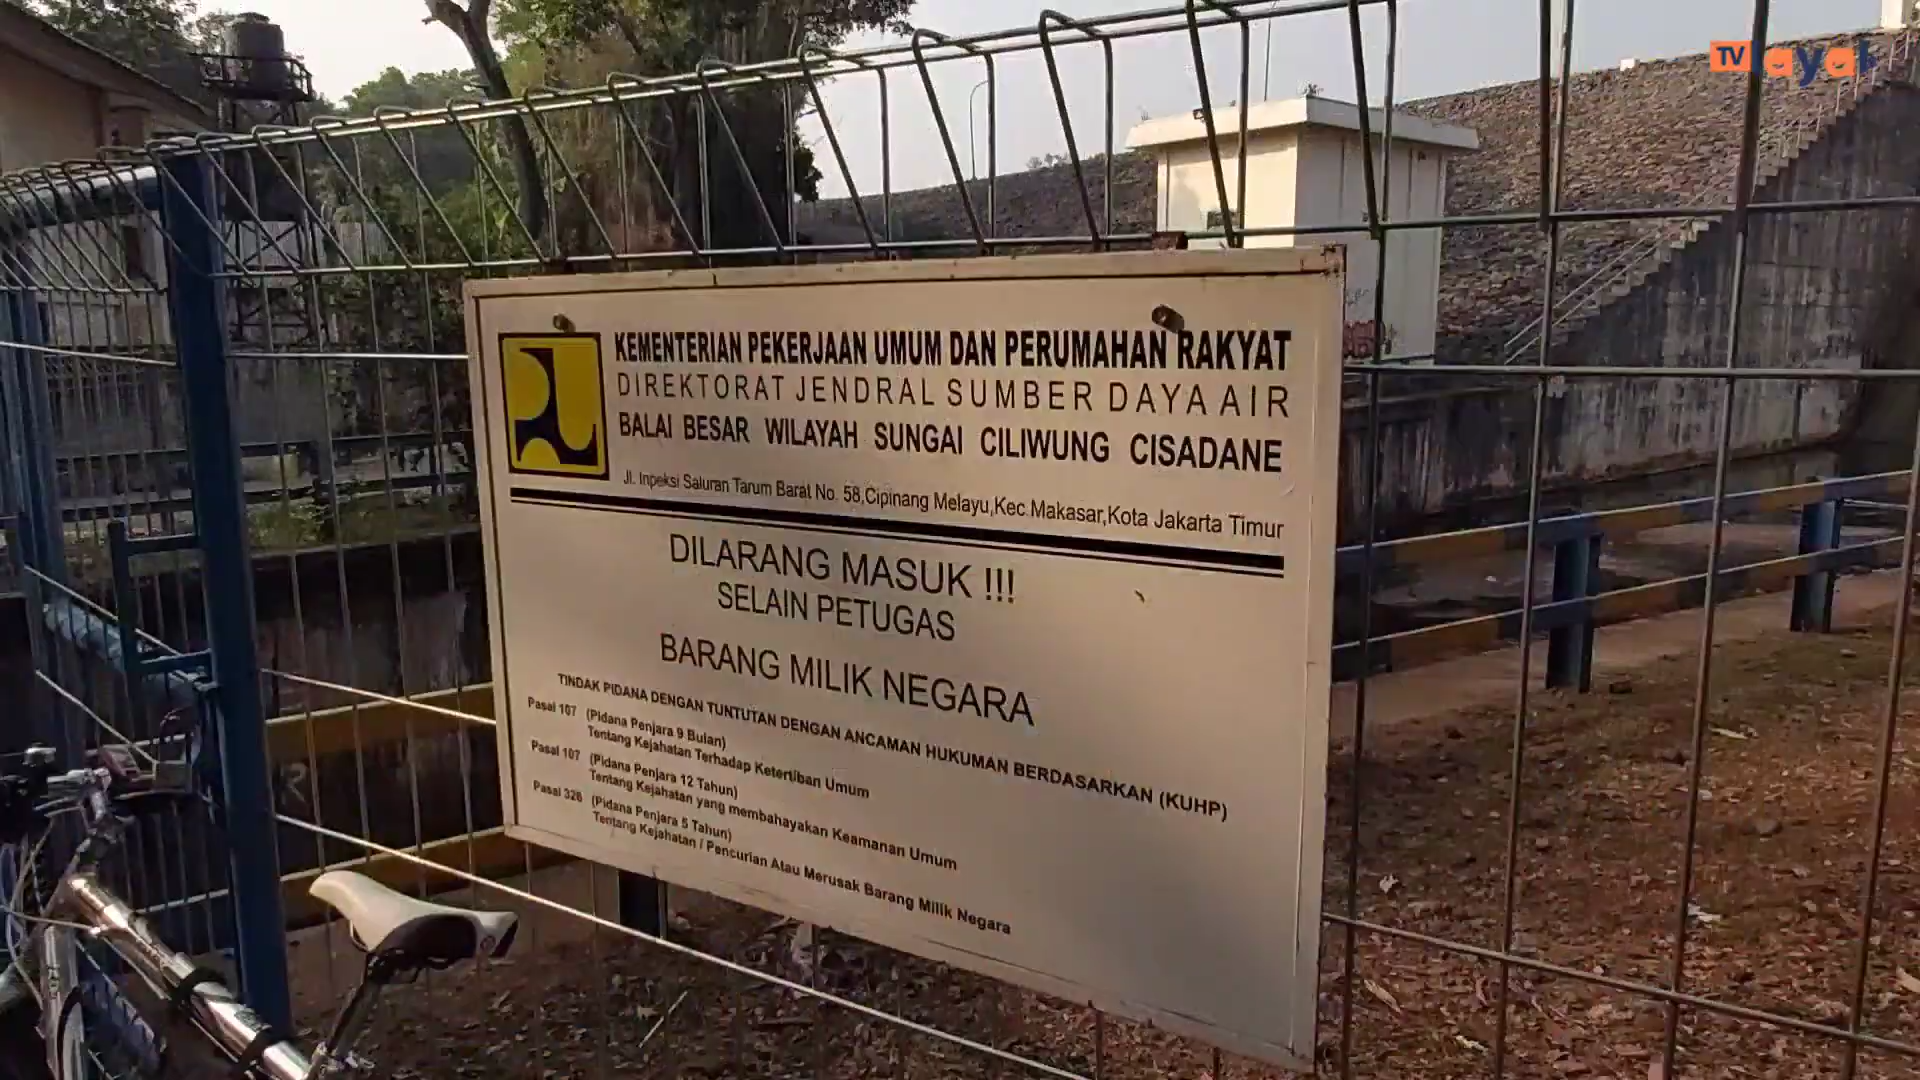 TV layak
KEMENTERIAN PEKERJAAN UMUM DAN PERUMAHAN RAKYAT
DIREKTORAT JENDRAL SUMBER DAYA AIR
BALAI BESAR WILAYAH SUNGAI CILIWUNG CISADANE
Jl. Inpeksi Saluran Tarum Barat No. 58,Cipinang Melayu,Kec.Makasar,Kota Jakarta Timur
DILARANG MASUK !!!
SELAIN PETUGAS
BARANG MILIK NEGARA
TINDAK PIDANA DENGAN TUNTUTAN DENGAN ANCAMAN HUKUMAN BERDASARKAN (KUHP)
Pasal 107 (Pidana Penjara 9 Bulan)
Tentang Kejahatan Terhadap Ketertiban Umum
Pasal 107 (Pidana Penjara 12 Tahun)
Tentang Kejahatan yang membahayakan Keamanan Umum
Pasal 326 (Pidana Penjara 5 Tahun)
Tentang Kejahatan / Pencurian Atau Merusak Barang Milik Negara